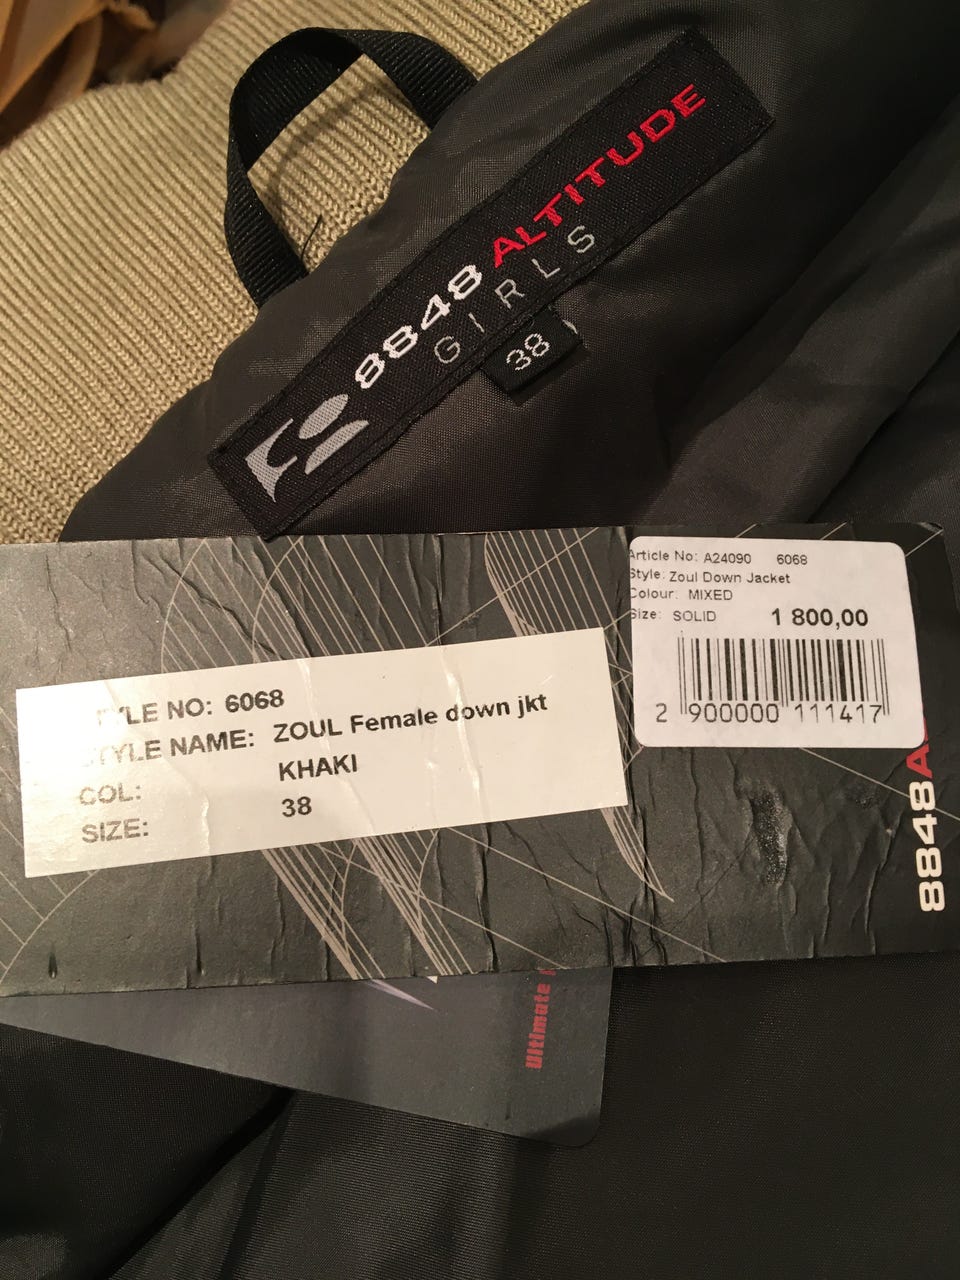 8848 ALTITUDE
GIRLS
38
Article No: A24090 6068
Style: Zoul Down Jacket
Colour: MIXED
Size: SOLID 1 800,00
2 900000 111417
STYLE NO: 6068
STYLE NAME: ZOUL Female down jkt
COL: KHAKI
SIZE: 38
8848
Ultimate